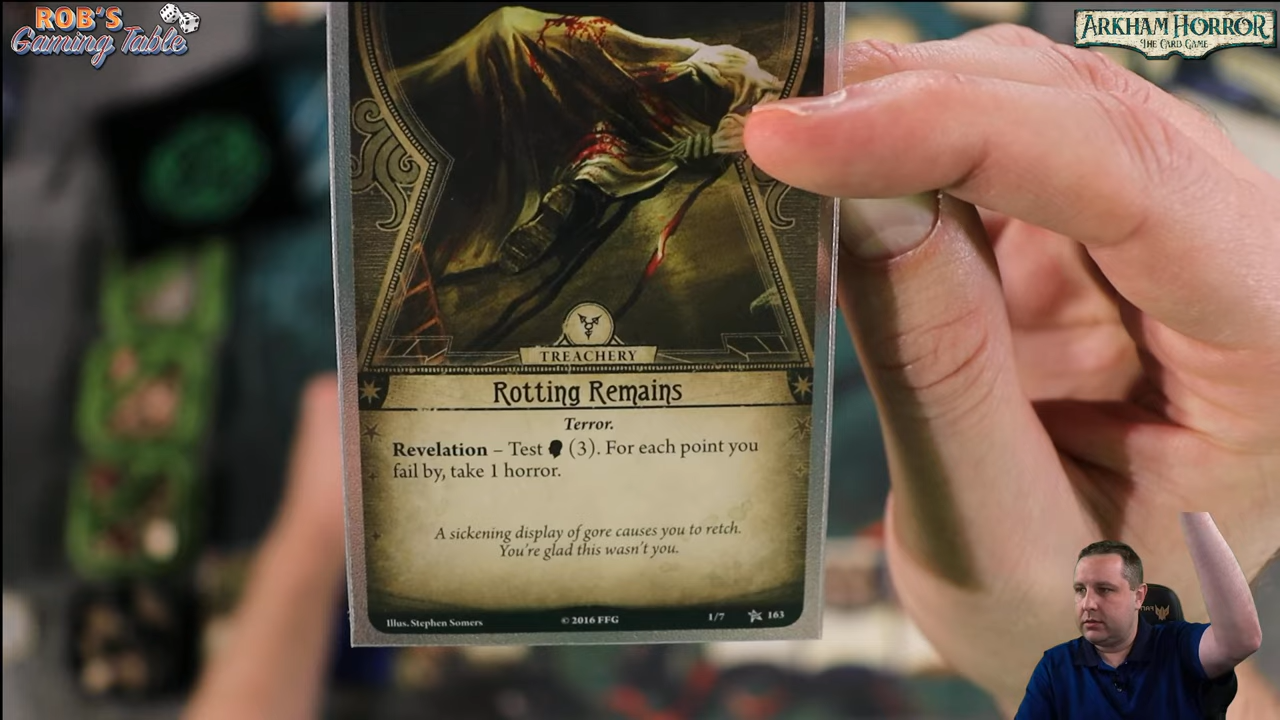 ROB'S
Gaming Table
ARKHAM HORROR
THE CARD GAME
TREACHERY
Rotting Remains
Terror.
Revelation – Test (3). For each point you
fail by, take 1 horror.
A sickening display of gore causes you to retch.
You're glad this wasn't you.
Illus. Stephen Somers
© 2016 FFG
1/7
163